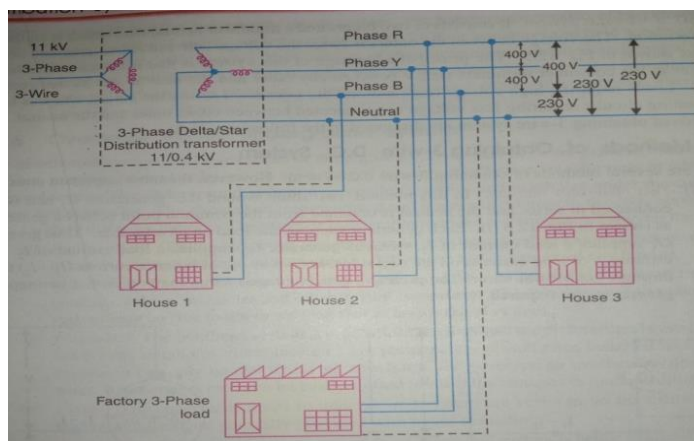 11 kV
3-Phase
3-Wire
3-Phase Delta/Star
Distribution transformer
11/0.4 kV
Phase R
Phase Y
Phase B
Neutral
400 V
400 V
400 V
230 V
230 V
230 V
House 1
House 2
House 3
Factory 3-Phase
load